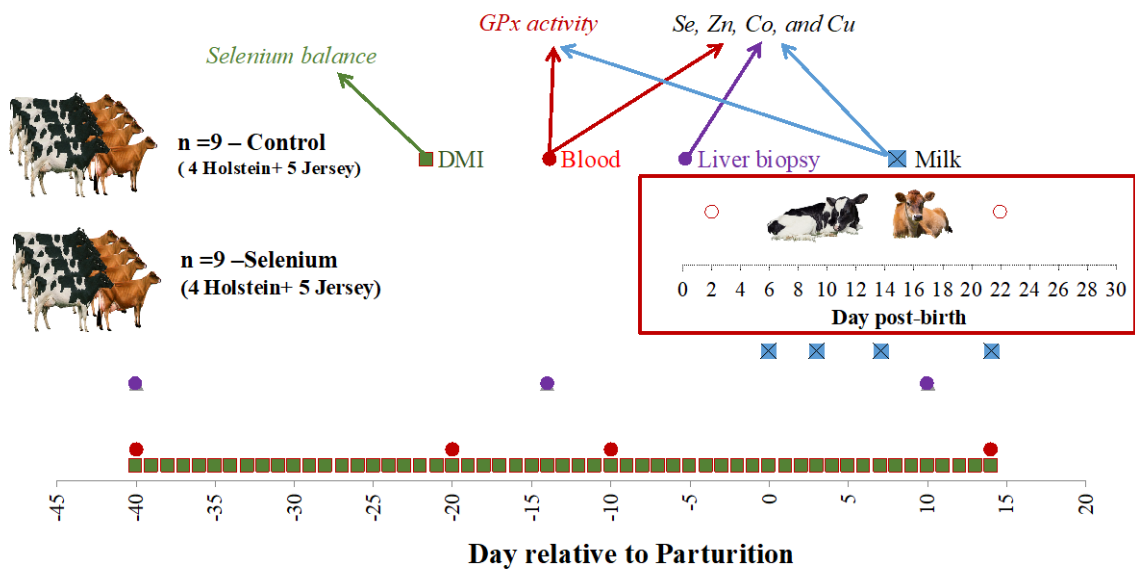 GPx activity
Se, Zn, Co, and Cu
Selenium balance
n =9 – Control
( 4 Holstein+ 5 Jersey)
DMI
Blood
Liver biopsy
Milk
n =9 –Selenium
(4 Holstein+ 5 Jersey)
0 2 4 6 8 10 12 14 16 18 20 22 24 26 28 30
Day post-birth
-45 -40 -35 -30 -25 -20 -15 -10 -5 0 5 10 15 20
Day relative to Parturition